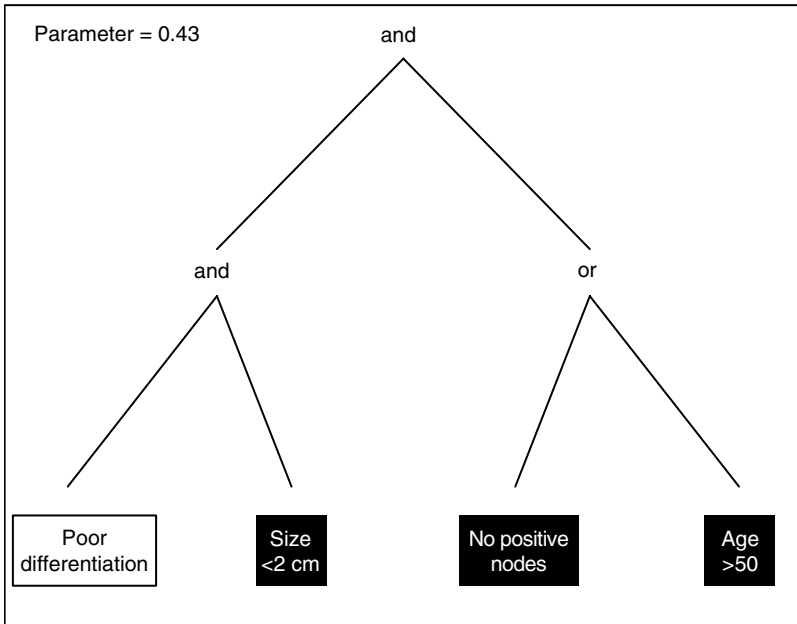 Parameter = 0.43
and
and
or
Poor
differentiation
Size
<2 cm
No positive
nodes
Age
>50